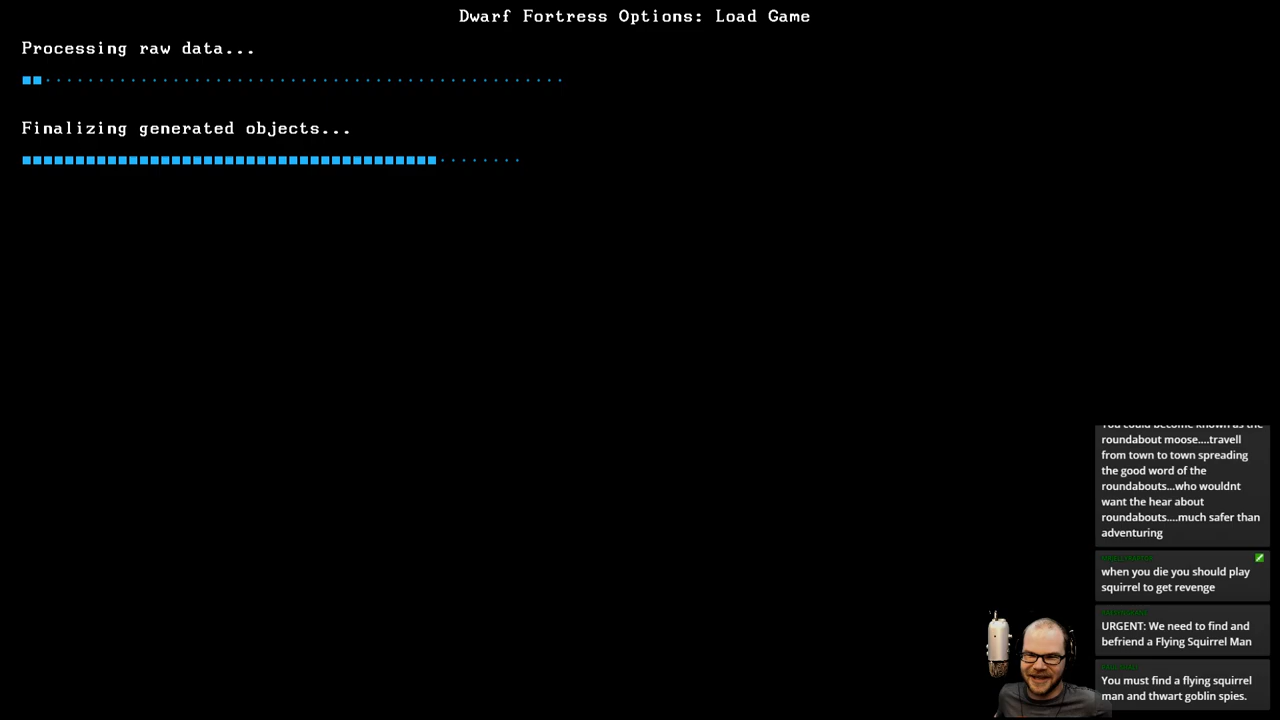 Dwarf Fortress Options: Load Game
Processing raw data...
Finalizing generated objects...
roundabout moose....travell
from town to town spreading
the good word of the
roundabouts...who wouldnt
want the hear about
roundabouts....much safer than
adventuring
when you die you should play
squirrel to get revenge
URGENT: We need to find and
befriend a Flying Squirrel Man
You must find a flying squirrel
man and thwart goblin spies.